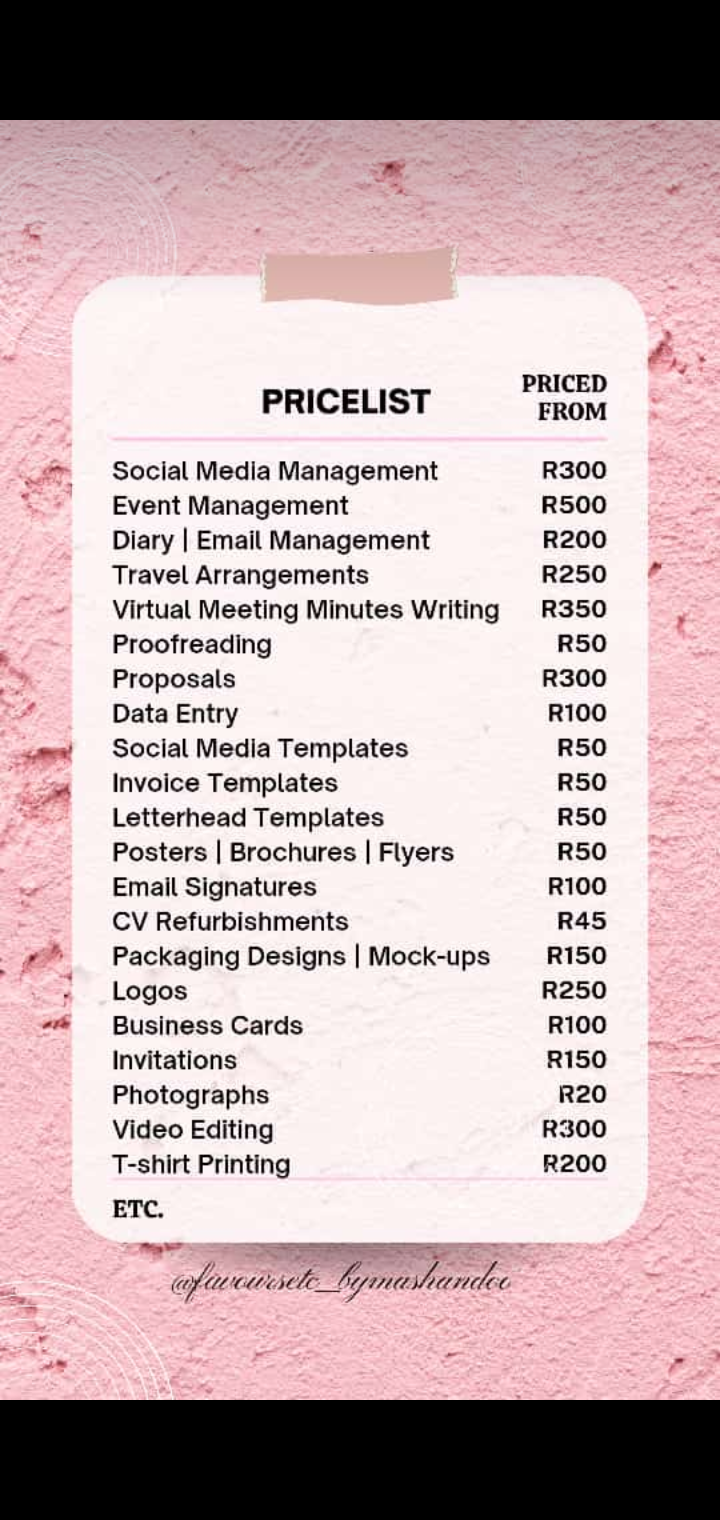 PRICELIST
PRICED
FROM
Social Media Management R300
Event Management R500
Diary | Email Management R200
Travel Arrangements R250
Virtual Meeting Minutes Writing R350
Proofreading R50
Proposals R300
Data Entry R100
Social Media Templates R50
Invoice Templates R50
Letterhead Templates R50
Posters | Brochures | Flyers R50
Email Signatures R100
CV Refurbishments R45
Packaging Designs | Mock-ups R150
Logos R250
Business Cards R100
Invitations R150
Photographs R20
Video Editing R300
T-shirt Printing R200
ETC.
@favoursetc_bymashandoo